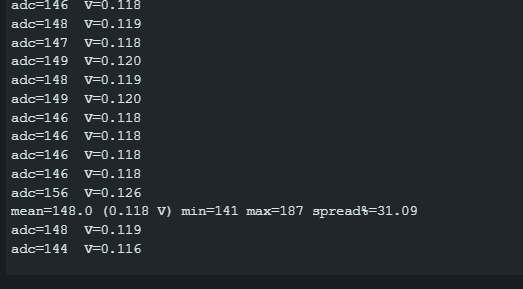 adc=146  V=0.118
adc=148  V=0.119
adc=147  V=0.118
adc=149  V=0.120
adc=148  V=0.119
adc=149  V=0.120
adc=146  V=0.118
adc=146  V=0.118
adc=146  V=0.118
adc=146  V=0.118
adc=156  V=0.126
mean=148.0 (0.118 V) min=141 max=187 spread%=31.09
adc=148  V=0.119
adc=144  V=0.116